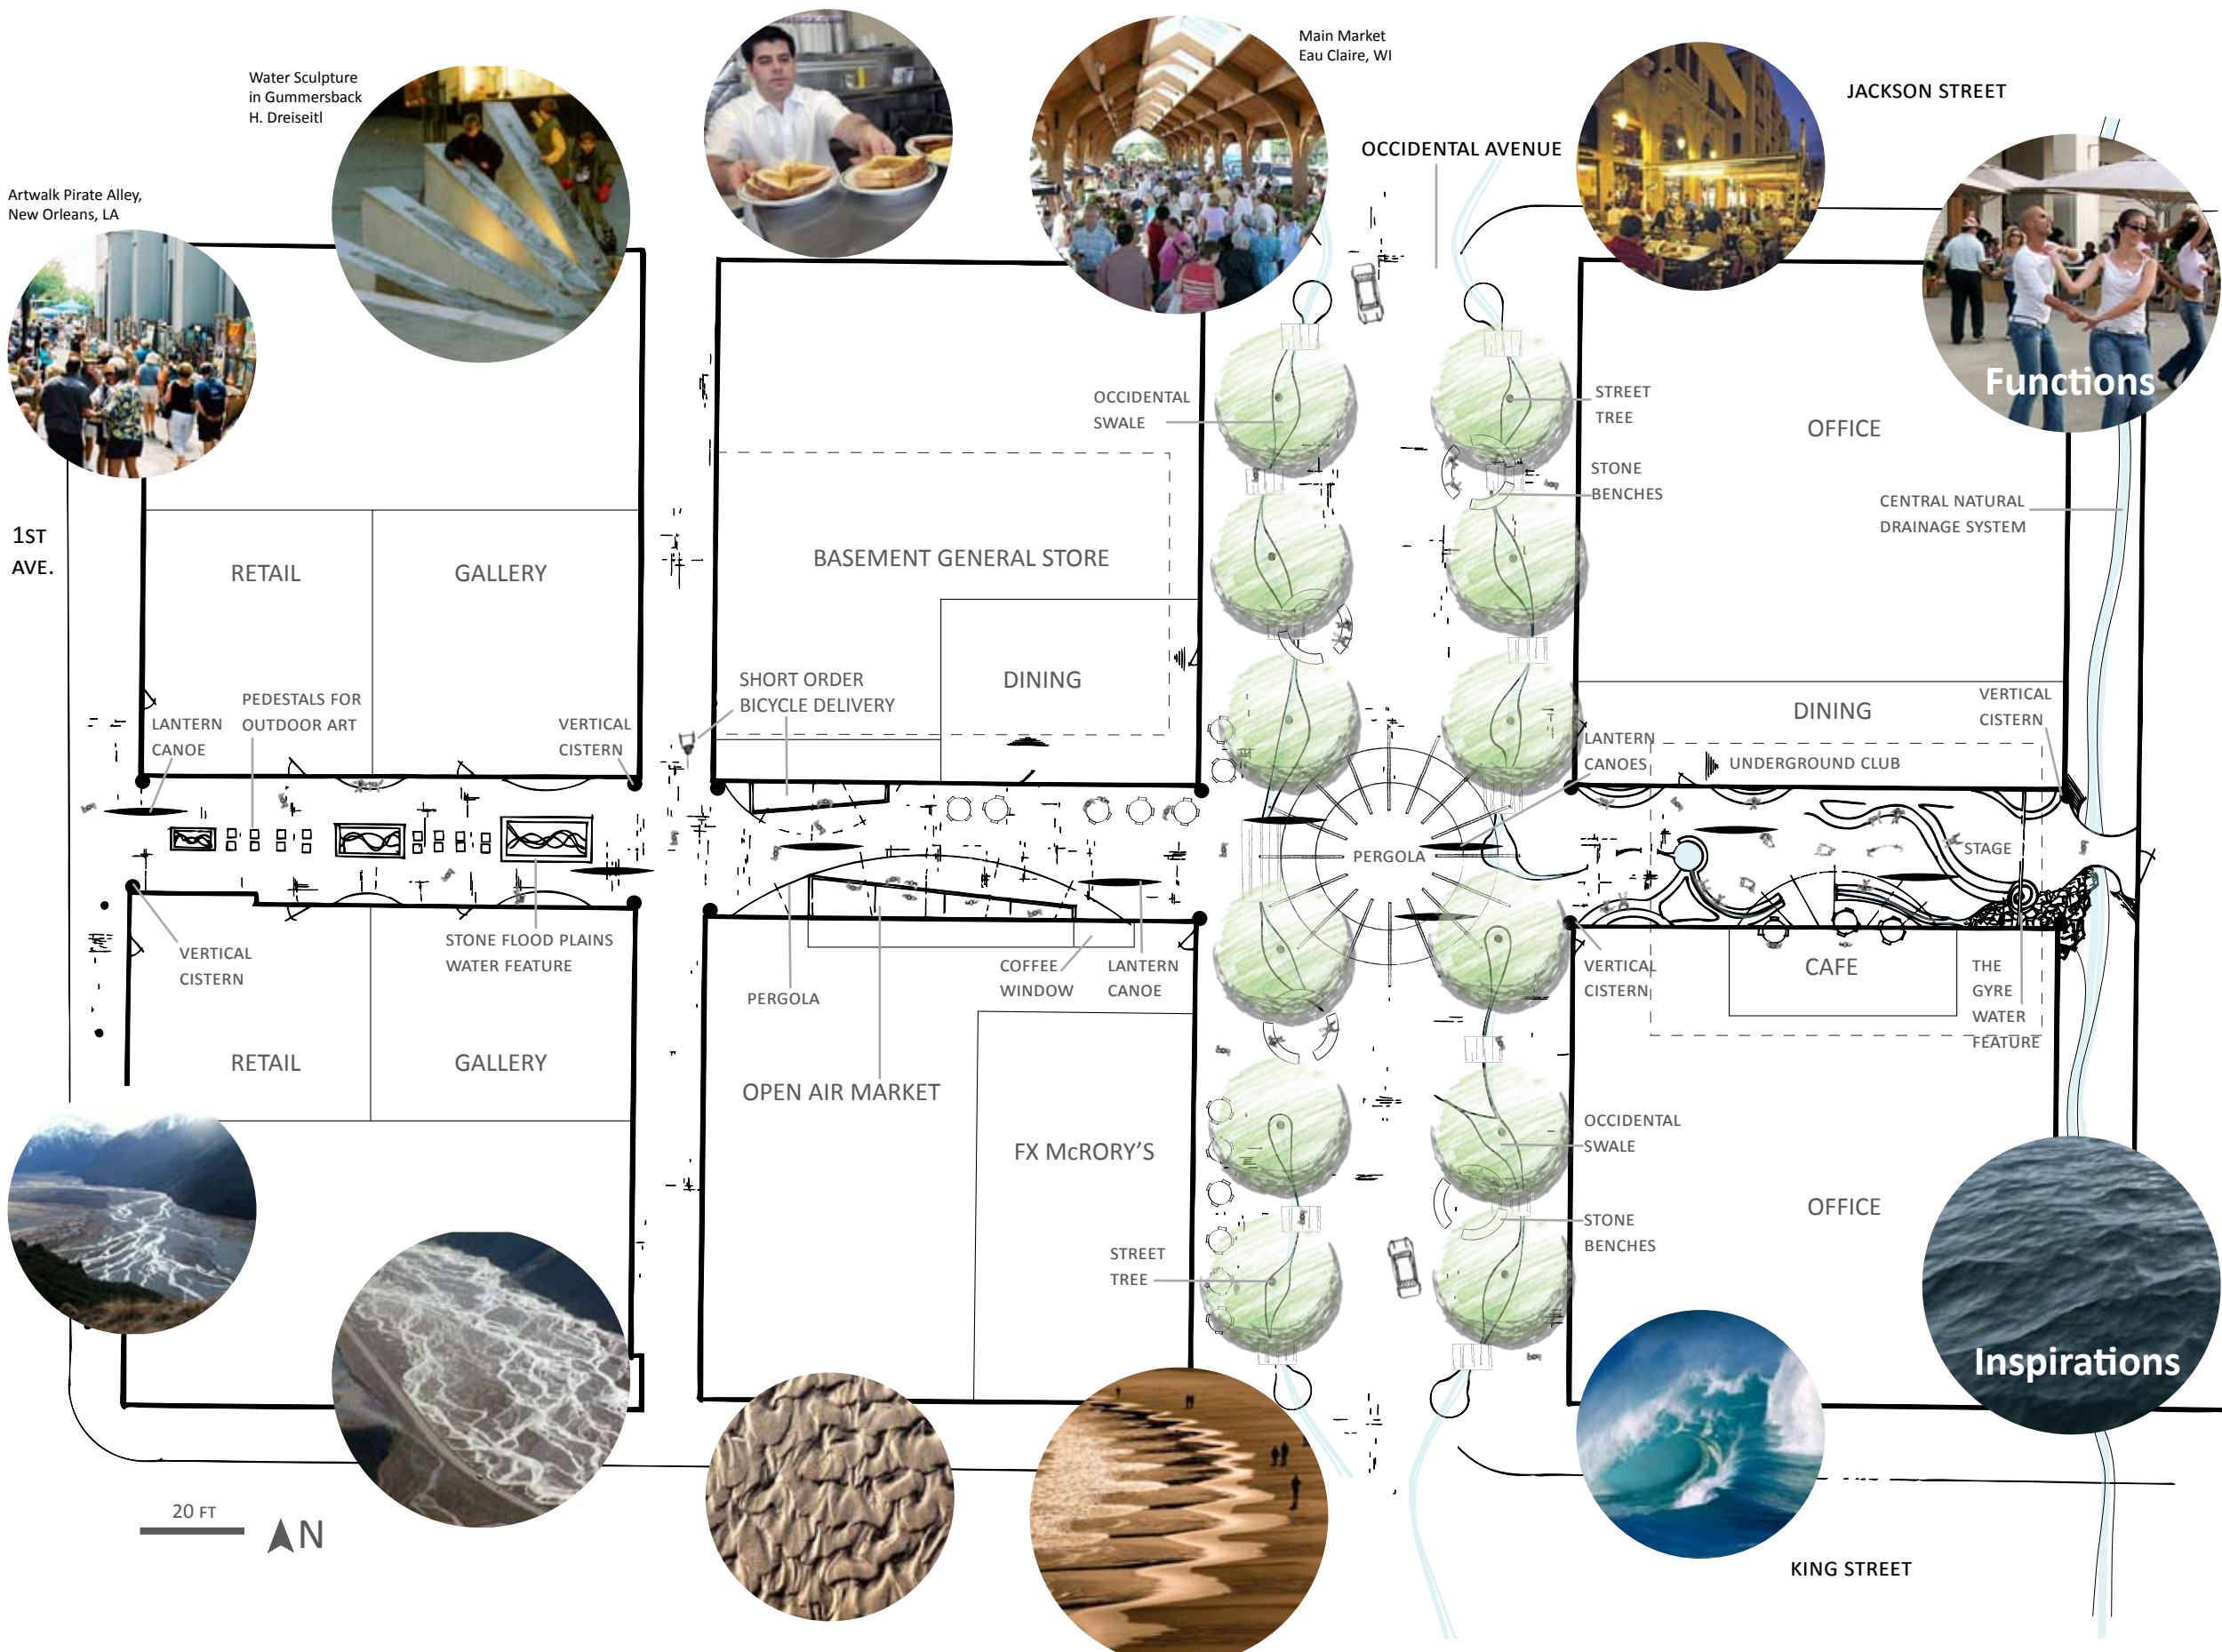 Main Market
Eau Claire, WI
Water Sculpture
in Gummersback
H. Dreiseitl
JACKSON STREET
OCCIDENTAL AVENUE
Artwalk Pirate Alley,
New Orleans, LA
Functions
OCCIDENTAL
SWALE
STREET
TREE
OFFICE
STONE
BENCHES
CENTRAL NATURAL
DRAINAGE SYSTEM
1ST
AVE.
RETAIL
GALLERY
BASEMENT GENERAL STORE
DINING
SHORT ORDER
BICYCLE DELIVERY
PEDESTALS FOR
OUTDOOR ART
LANTERN
CANOE
VERTICAL
CISTERN
DINING
VERTICAL
CISTERN
LANTERN
CANOES
UNDERGROUND CLUB
PERGOLA
STAGE
VERTICAL
CISTERN
STONE FLOOD PLAINS
WATER FEATURE
PERGOLA
COFFEE
WINDOW
LANTERN
CANOE
VERTICAL
CISTERN
CAFE
THE
GYRE
WATER
FEATURE
RETAIL
GALLERY
OPEN AIR MARKET
FX McRORY'S
OCCIDENTAL
SWALE
OFFICE
STONE
BENCHES
STREET
TREE
Inspirations
20 FT
N
KING STREET